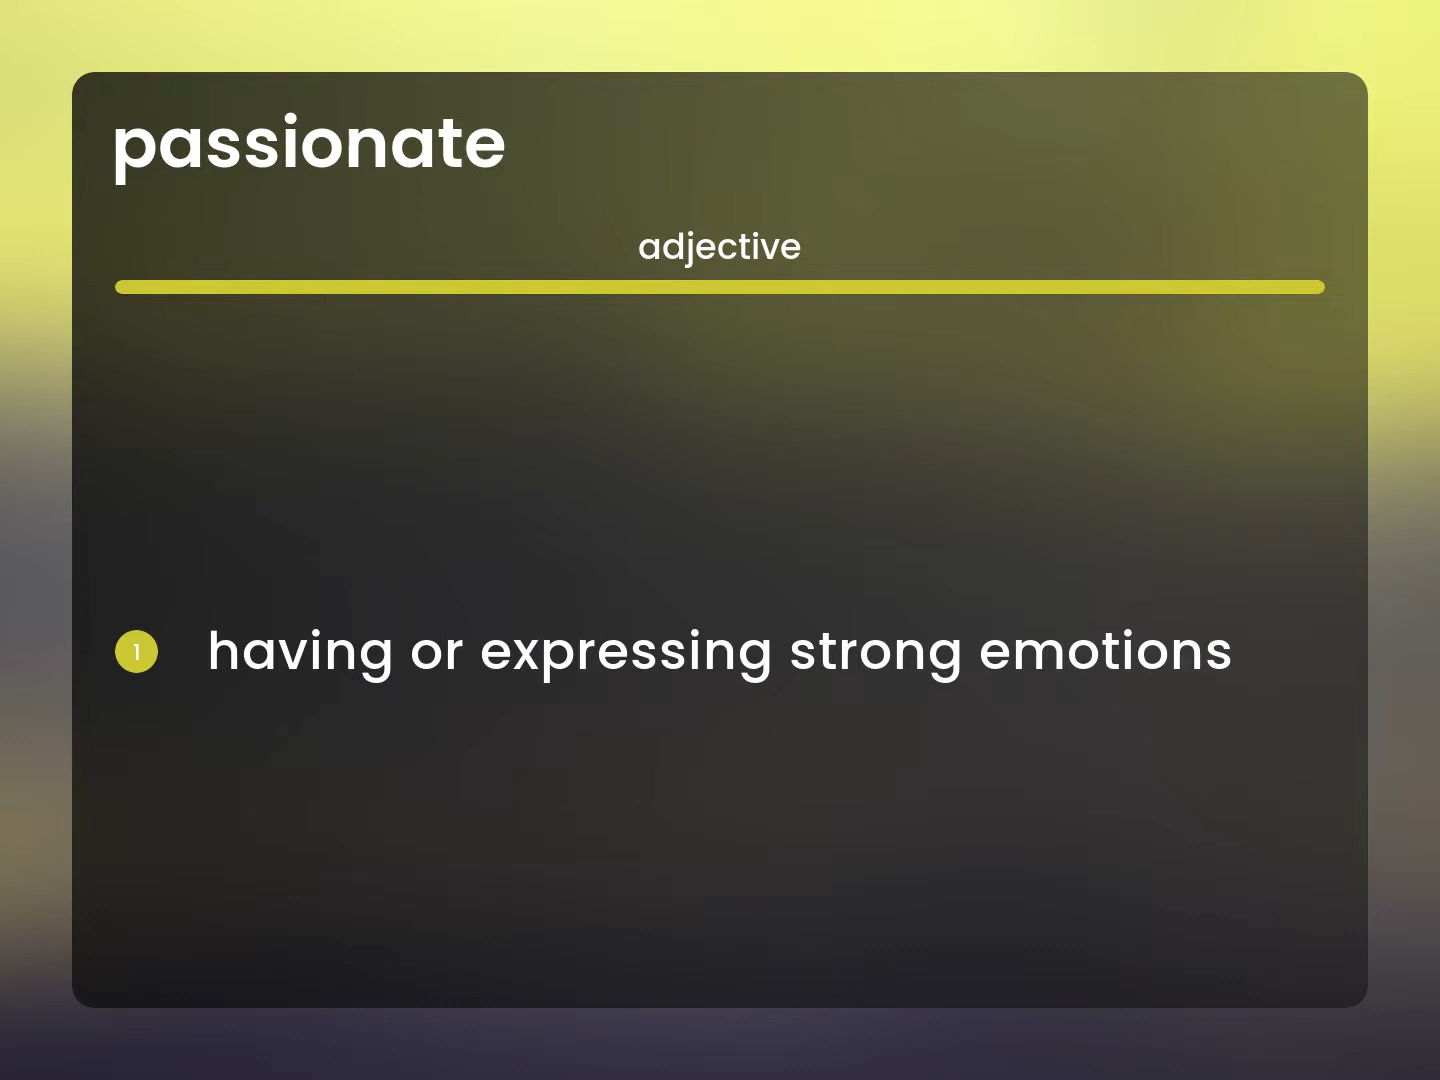 passionate
adjective
1 having or expressing strong emotions